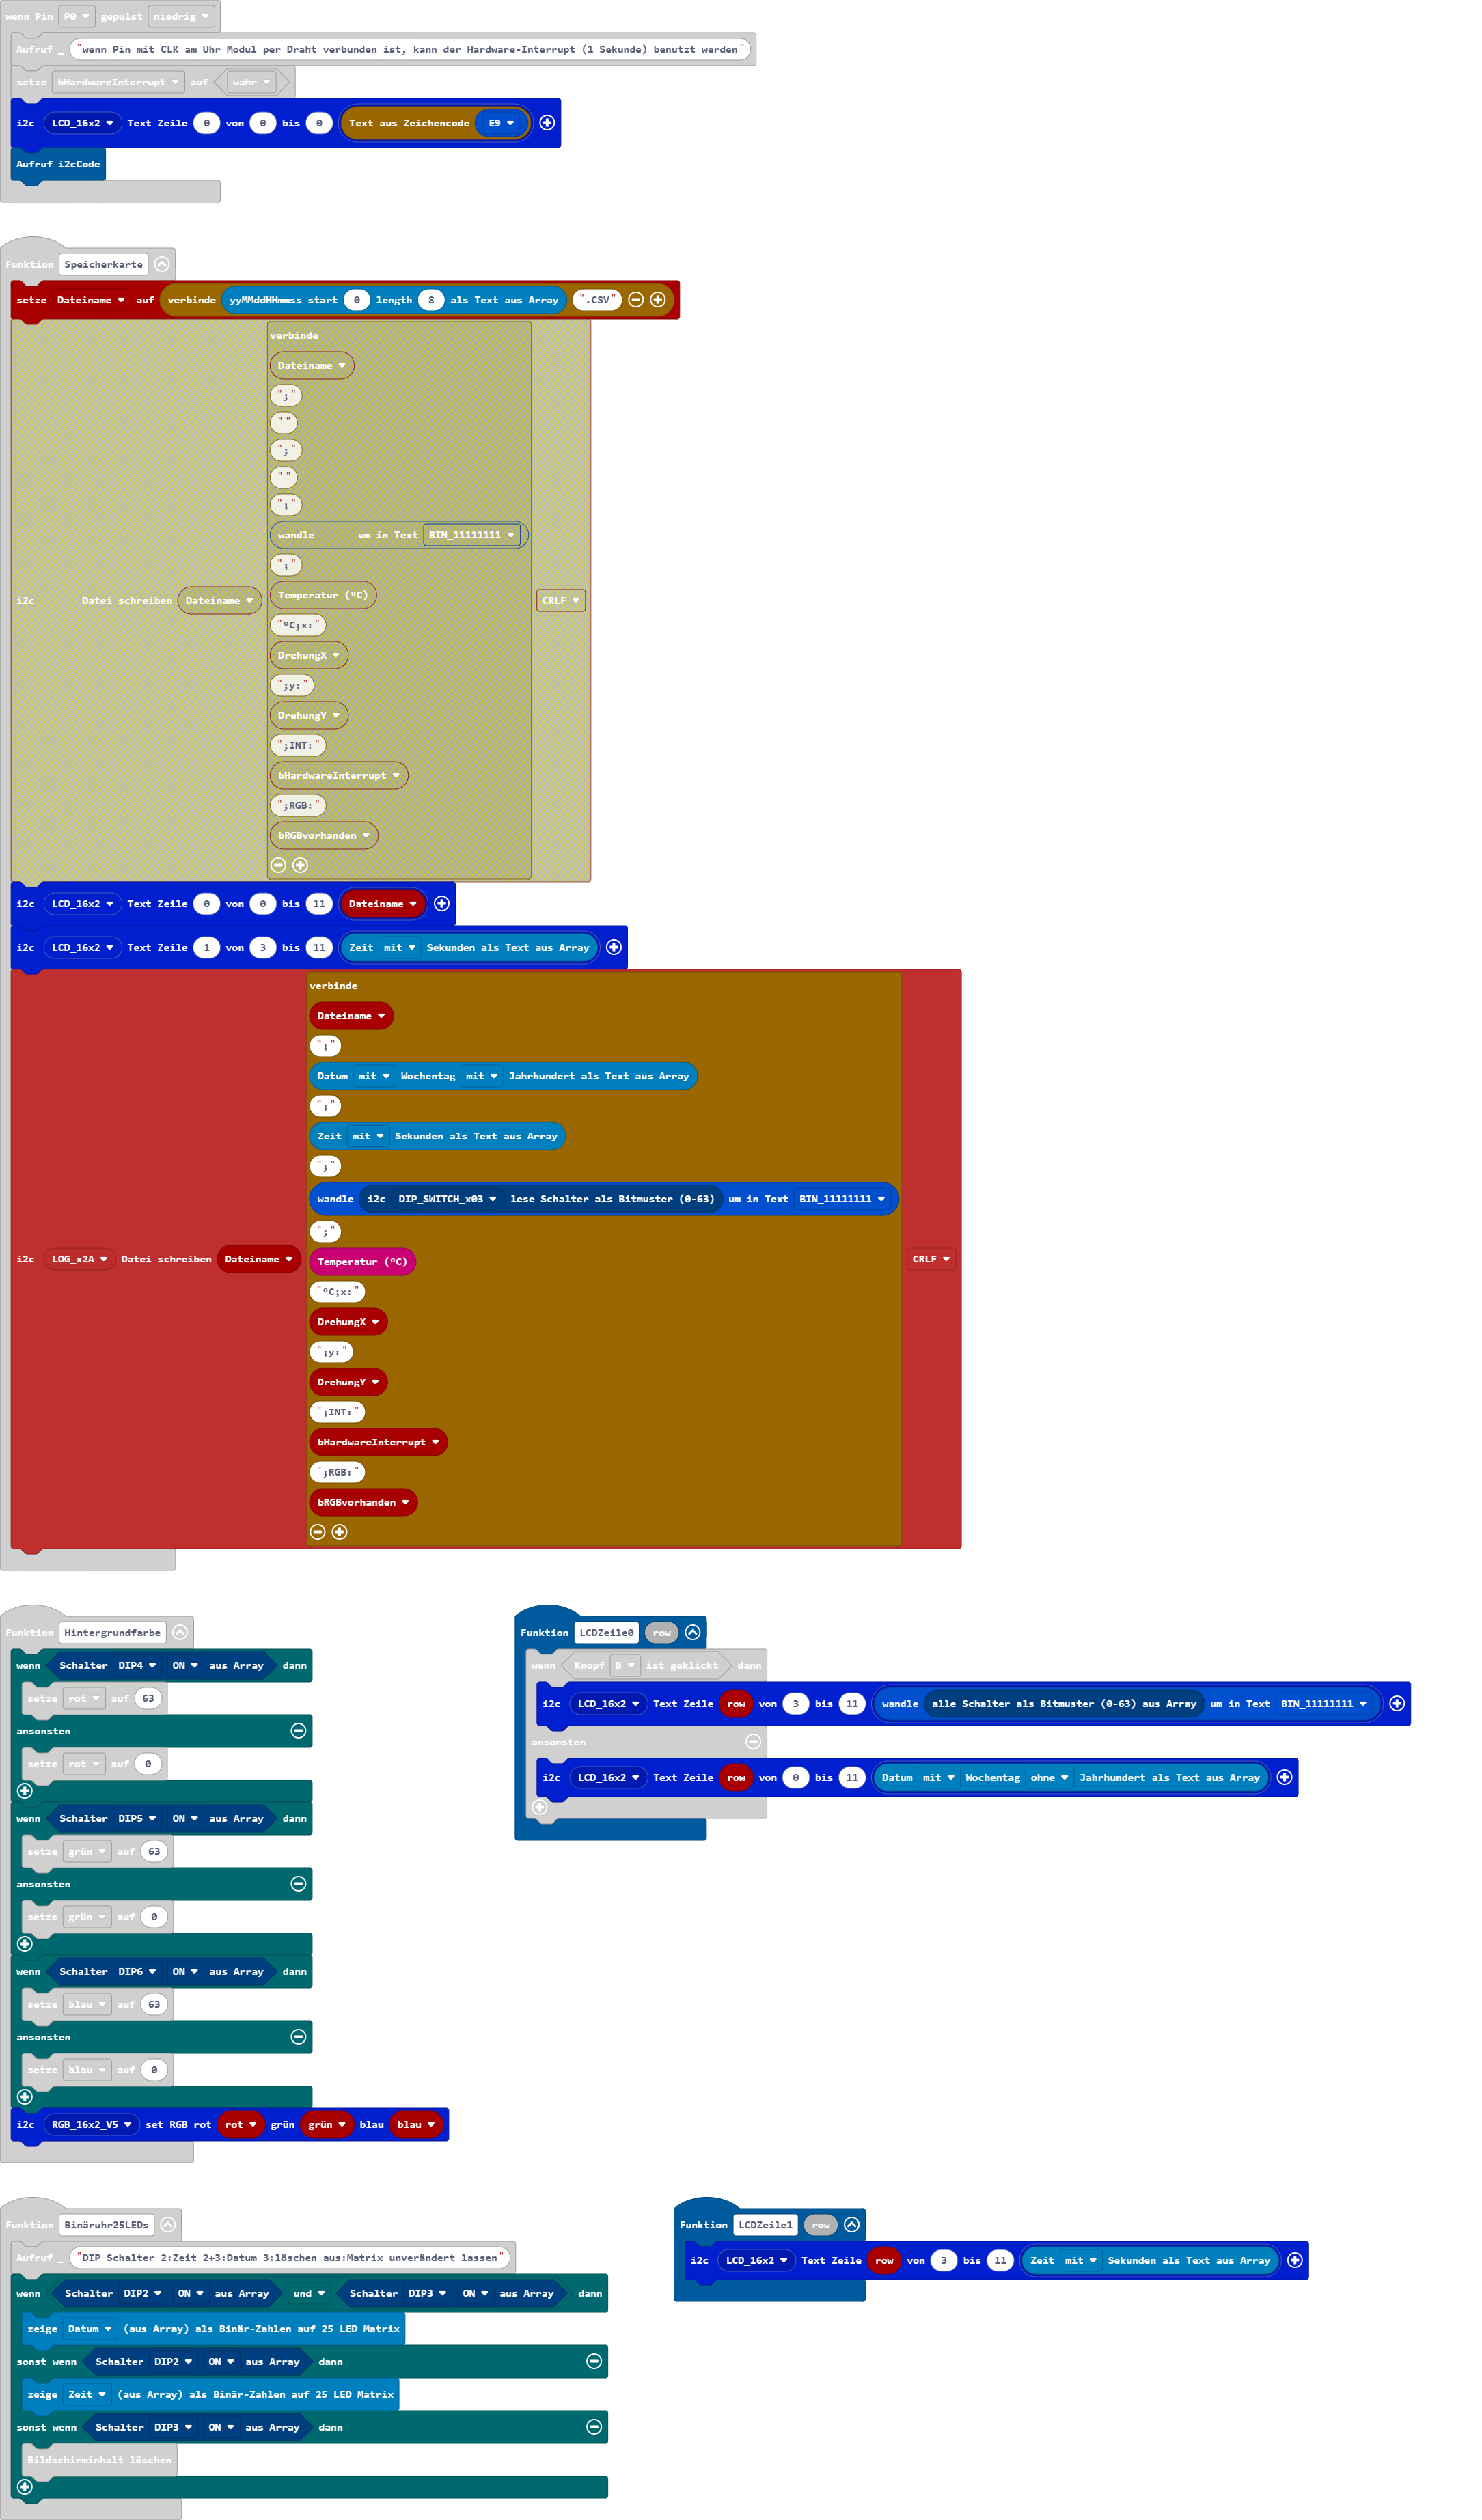 wenn Pin P0 gepulst niedrig
Aufruf _ "wenn Pin mit CLK am Uhr Modul per Draht verbunden ist, kann der Hardware-Interrupt (1 Sekunde) benutzt werden"
setze bHardwareInterrupt auf wahr
i2c LCD_16x2 Text Zeile 0 von 0 bis 0 Text aus Zeichencode E9
Aufruf i2cCode
Funktion Speicherkarte
setze Dateiname auf verbinde yyMMddHHmmss start 0 length 8 als Text aus Array ".CSV"
verbinde
Dateiname
";"
""
";"
""
";"
wandle um in Text BIN_11111111
";"
i2c Datei schreiben Dateiname Temperatur (ºC) CRLF
"ºC;x:"
DrehungX
";y:"
DrehungY
";INT:"
bHardwareInterrupt
";RGB:"
bRGBvorhanden
i2c LCD_16x2 Text Zeile 0 von 0 bis 11 Dateiname
i2c LCD_16x2 Text Zeile 1 von 3 bis 11 Zeit mit Sekunden als Text aus Array
verbinde
Dateiname
";"
Datum mit Wochentag mit Jahrhundert als Text aus Array
";"
Zeit mit Sekunden als Text aus Array
";"
wandle i2c DIP_SWITCH_x03 lese Schalter als Bitmuster (0-63) um in Text BIN_11111111
";"
i2c LOG_x2A Datei schreiben Dateiname Temperatur (ºC) CRLF
"ºC;x:"
DrehungX
";y:"
DrehungY
";INT:"
bHardwareInterrupt
";RGB:"
bRGBvorhanden
Funktion Hintergrundfarbe
wenn Schalter DIP4 ON aus Array dann
setze rot auf 63
ansonsten
setze rot auf 0
wenn Schalter DIP5 ON aus Array dann
setze grün auf 63
ansonsten
setze grün auf 0
wenn Schalter DIP6 ON aus Array dann
setze blau auf 63
ansonsten
setze blau auf 0
i2c RGB_16x2_V5 set RGB rot rot grün grün blau blau
Funktion LCDZeile0 row
wenn Knopf B ist geklickt dann
i2c LCD_16x2 Text Zeile row von 3 bis 11 wandle alle Schalter als Bitmuster (0-63) aus Array um in Text BIN_11111111
ansonsten
i2c LCD_16x2 Text Zeile row von 0 bis 11 Datum mit Wochentag ohne Jahrhundert als Text aus Array
Funktion Binäruhr25LEDs
Aufruf _ "DIP Schalter 2:Zeit 2+3:Datum 3:löschen aus:Matrix unverändert lassen"
wenn Schalter DIP2 ON aus Array und Schalter DIP3 ON aus Array dann
zeige Datum (aus Array) als Binär-Zahlen auf 25 LED Matrix
sonst wenn Schalter DIP2 ON aus Array dann
zeige Zeit (aus Array) als Binär-Zahlen auf 25 LED Matrix
sonst wenn Schalter DIP3 ON aus Array dann
Bildschirminhalt löschen
Funktion LCDZeile1 row
i2c LCD_16x2 Text Zeile row von 3 bis 11 Zeit mit Sekunden als Text aus Array